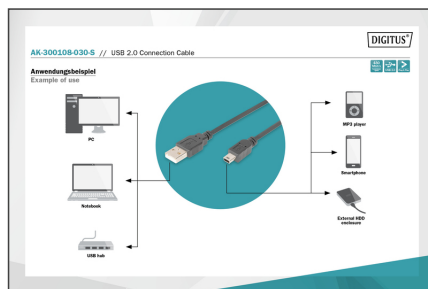 DIGITUS®
AK-300108-030-S // USB 2.0 Connection Cable
Anwendungsbeispiel
Example of use
PC
Notebook
USB hub
MP3 player
Smartphone
External HDD
enclosure